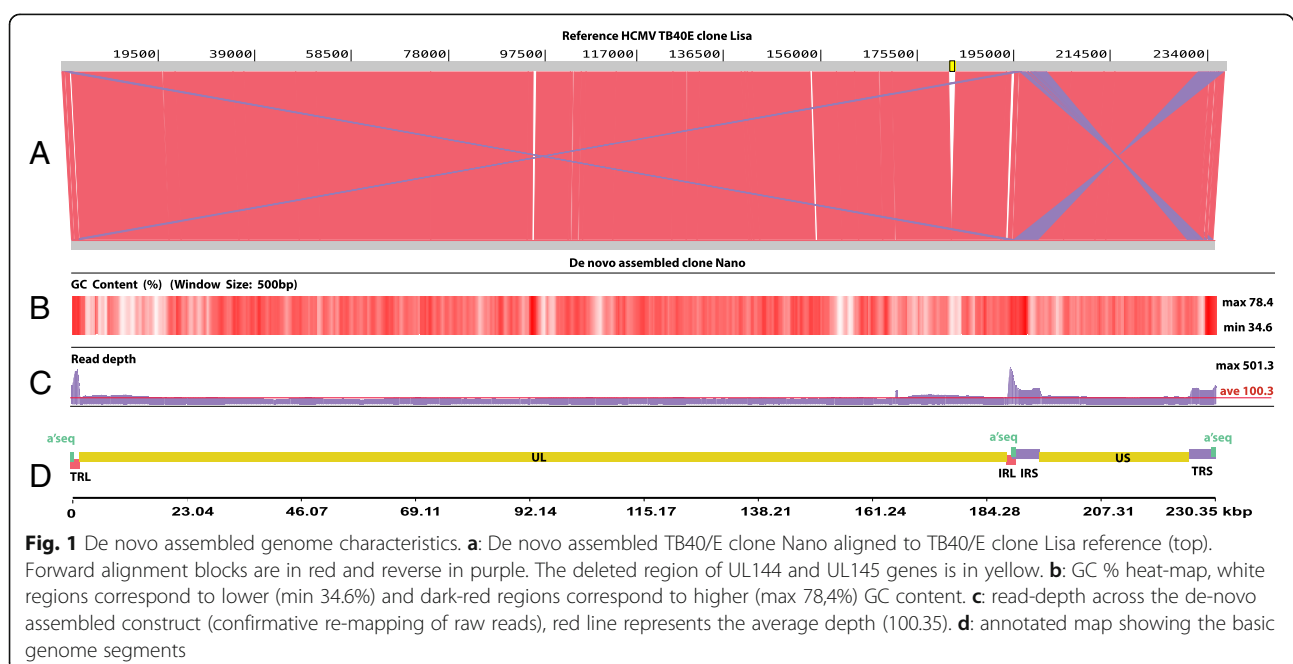 Reference HCMV TB40E clone Lisa
19500 39000 58500 78000 97500 117000 136500 156000 175500 195000 214500 234000
A
De novo assembled clone Nano
GC Content (%) (Window Size: 500bp)
B
max 78.4
min 34.6
Read depth
C
max 501.3
ave 100.3
a'seq a'seq a'seq
D
UL US
TRL IRL IRS TRS
0 23.04 46.07 69.11 92.14 115.17 138.21 161.24 184.28 207.31 230.35 kbp
Fig. 1 De novo assembled genome characteristics. a: De novo assembled TB40/E clone Nano aligned to TB40/E clone Lisa reference (top).
Forward alignment blocks are in red and reverse in purple. The deleted region of UL144 and UL145 genes is in yellow. b: GC % heat-map, white
regions correspond to lower (min 34.6%) and dark-red regions correspond to higher (max 78,4%) GC content. c: read-depth across the de-novo
assembled construct (confirmative re-mapping of raw reads), red line represents the average depth (100.35). d: annotated map showing the basic
genome segments